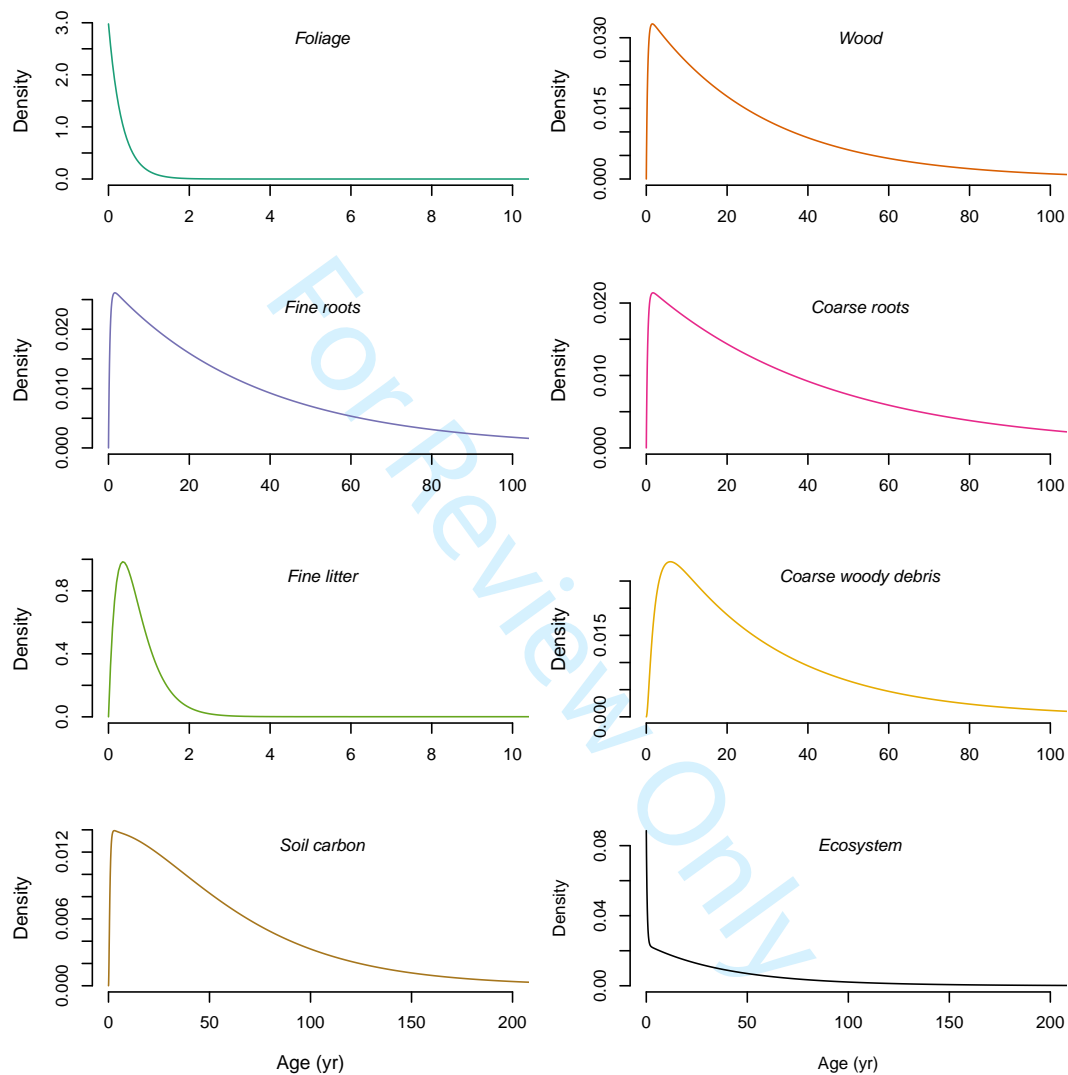 Foliage
Density
0.0 1.0 2.0 3.0
0 2 4 6 8 10
Wood
Density
0.000 0.015 0.030
0 20 40 60 80 100
Fine roots
Density
0.000 0.010 0.020
0 20 40 60 80 100
Coarse roots
Density
0.000 0.010 0.020
0 20 40 60 80 100
Fine litter
Density
0.0 0.4 0.8
0 2 4 6 8 10
Coarse woody debris
Density
0.000 0.015
0 20 40 60 80 100
Soil carbon
Density
0.000 0.006 0.012
0 50 100 150 200
Age (yr)
Ecosystem
Density
0.00 0.04 0.08
0 50 100 150 200
Age (yr)
For Review Only